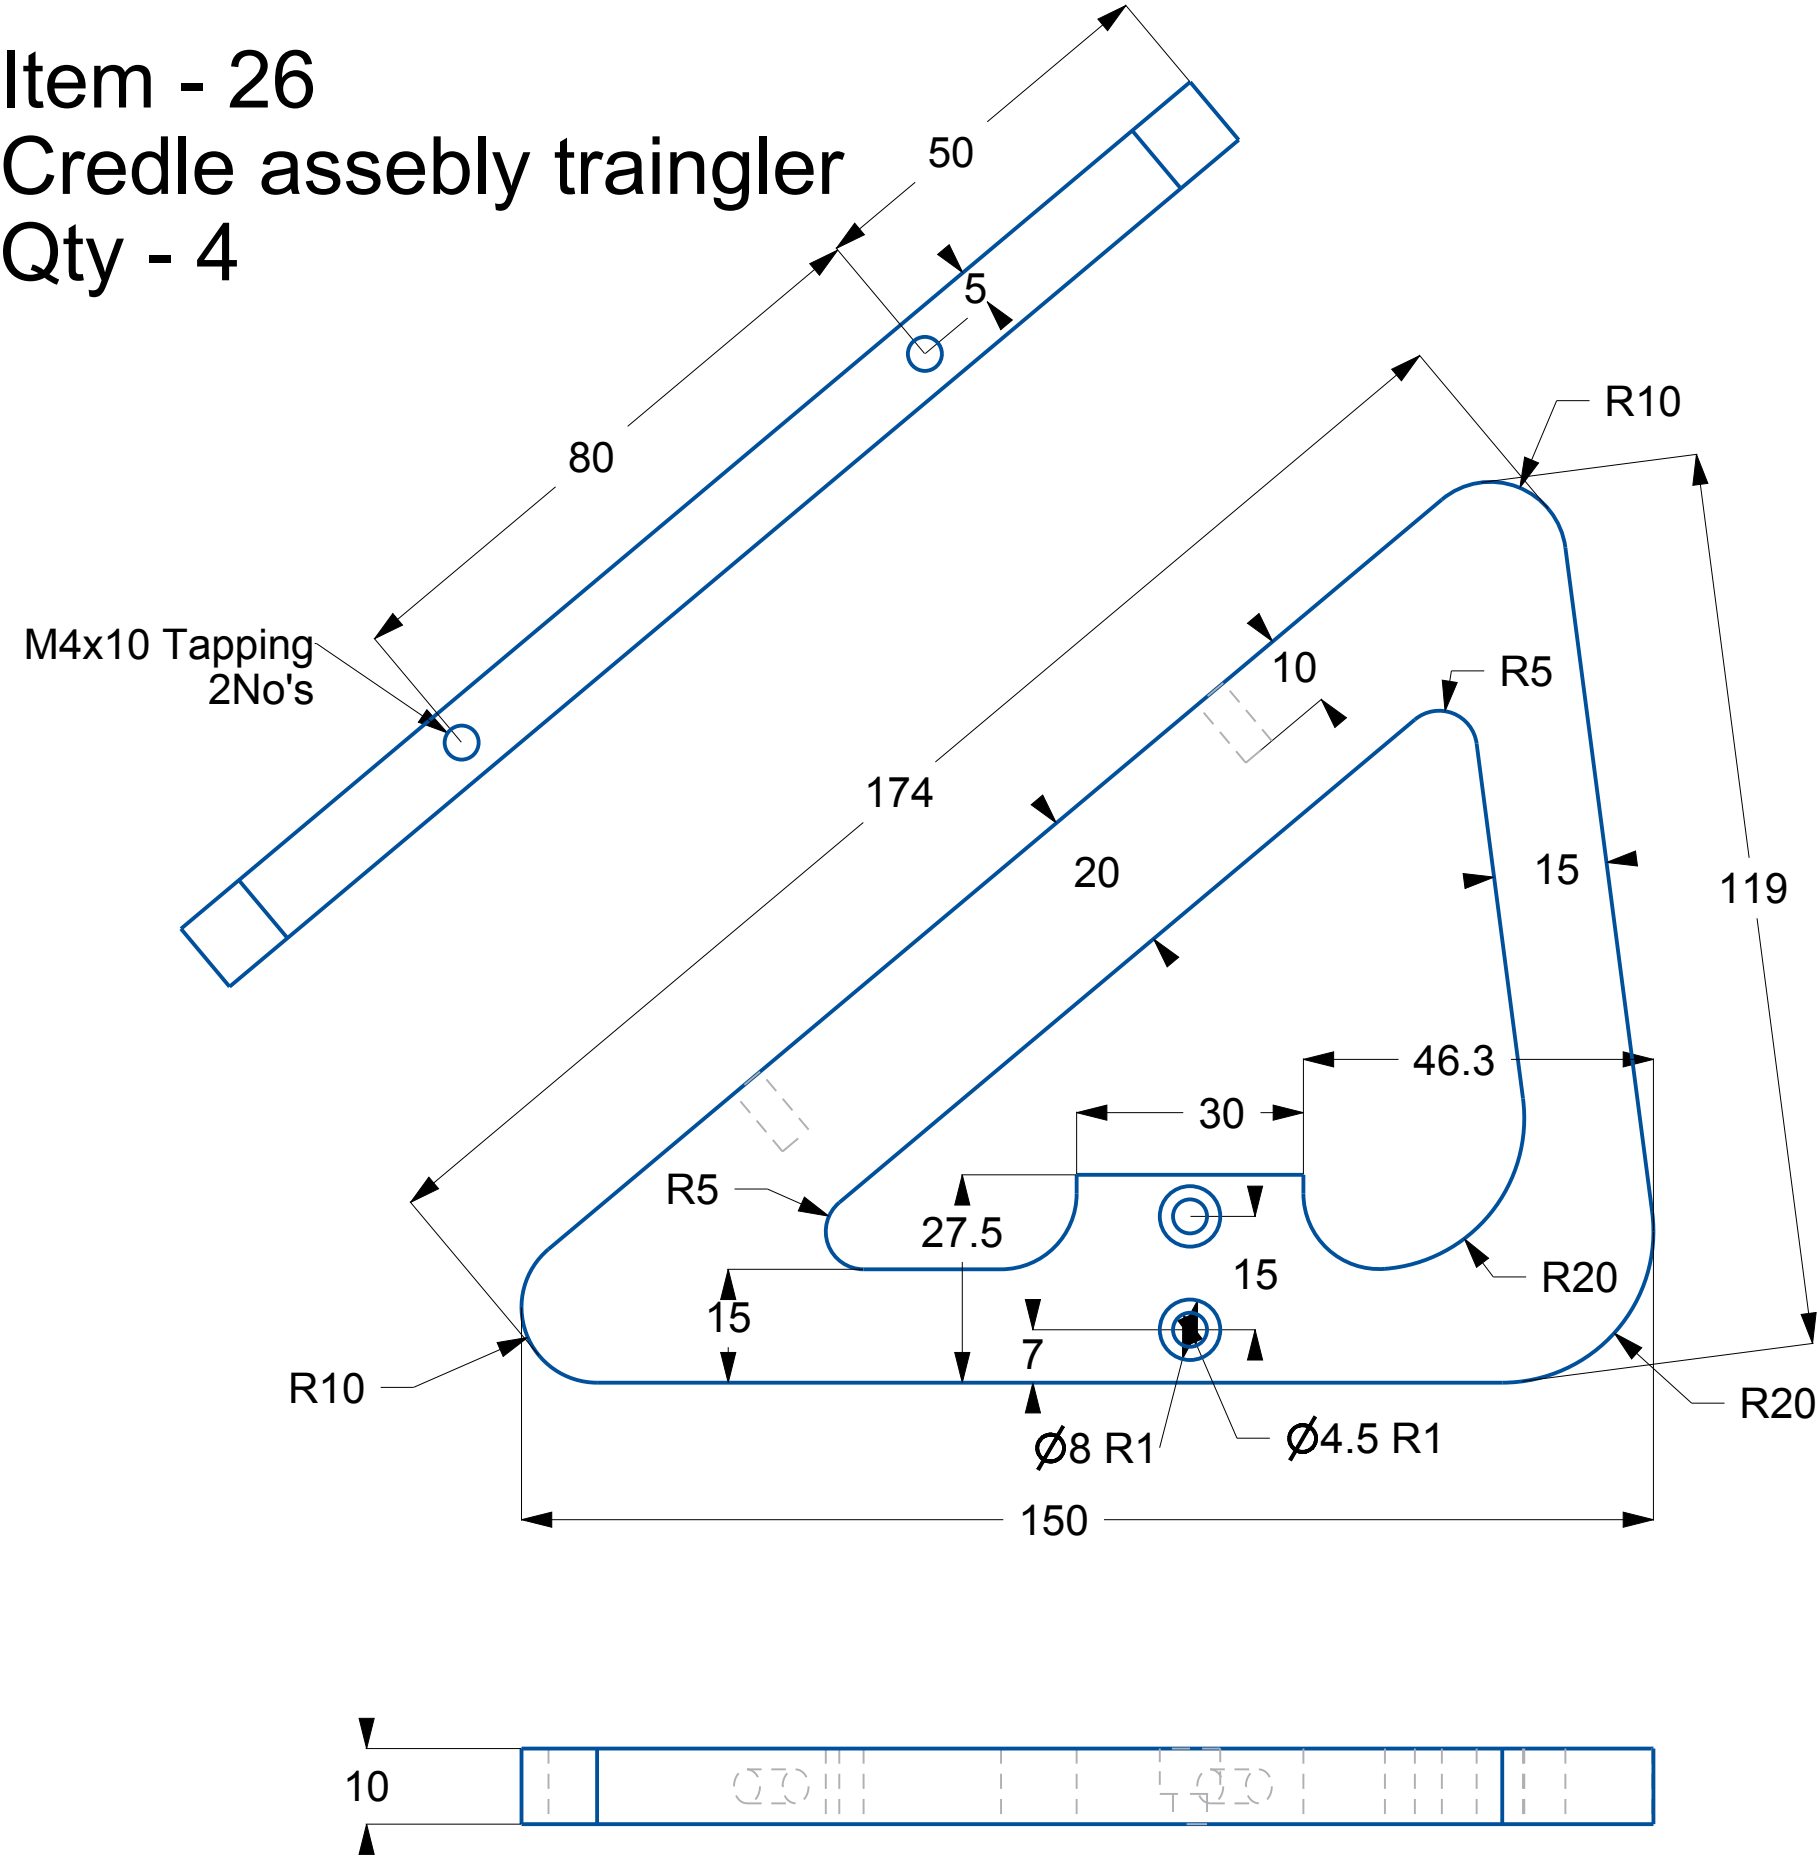 Item - 26
Credle assebly traingler
Qty - 4
50
5
80
M4x10 Tapping
2No's
R10
10
R5
174
20
15
119
46.3
30
R5
27.5
15
15
R20
7
R10
R20
Ø8 R1
Ø4.5 R1
150
10